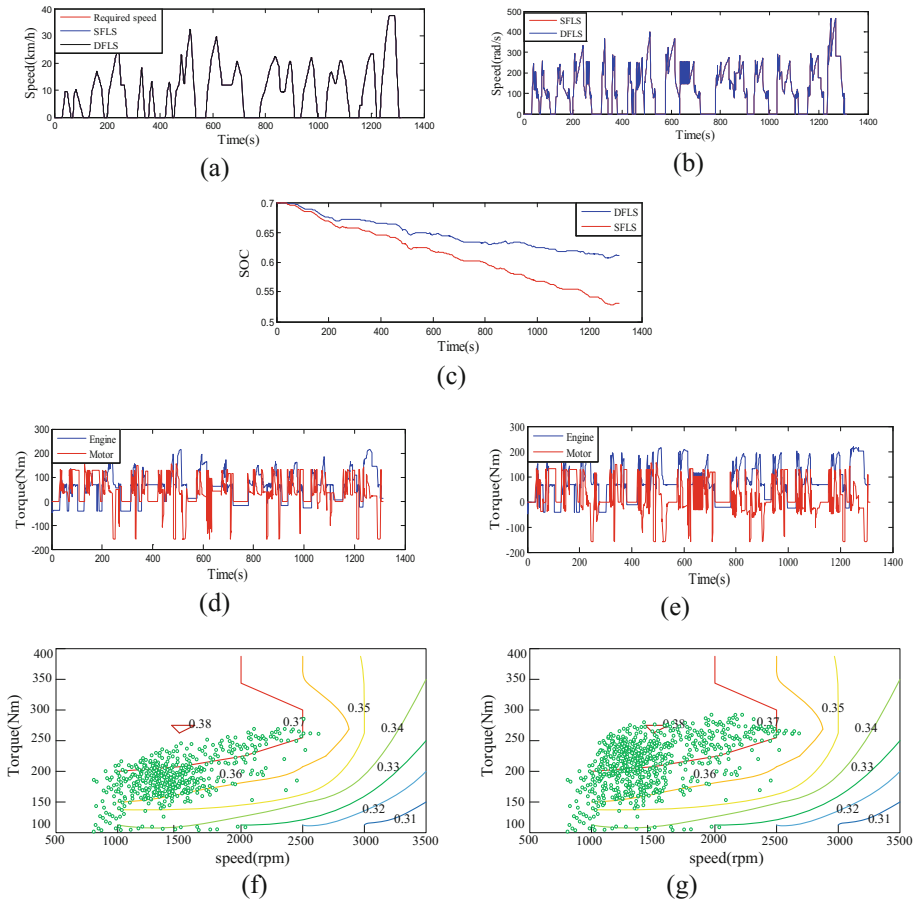 Required speed
SFLS
DFLS
Speed(km/h)
40
30
20
10
0
0 200 400 600 800 1000 1200 1400
Time(s)
(a)
SFLS
DFLS
Speed(rad/s)
500
400
300
200
100
0
0 200 400 600 800 1000 1200 1400
Time(s)
(b)
DFLS
SFLS
SOC
0.7
0.65
0.6
0.55
0.5
0 200 400 600 800 1000 1200 1400
Time(s)
(c)
Engine
Motor
Torque(Nm)
300
200
100
0
-100
-200
0 200 400 600 800 1000 1200 1400
Time(s)
(d)
Engine
Motor
Torque(Nm)
300
200
100
0
-100
-200
0 200 400 600 800 1000 1200 1400
Time(s)
(e)
Torque(Nm)
400
350
300
250
200
150
100
0.38
0.37
0.36
0.35
0.34
0.33
0.32
0.31
500 1000 1500 2000 2500 3000 3500
speed(rpm)
(f)
Torque(Nm)
400
350
300
250
200
150
100
0.38
0.37
0.36
0.35
0.34
0.33
0.32
0.31
500 1000 1500 2000 2500 3000 3500
speed(rpm)
(g)